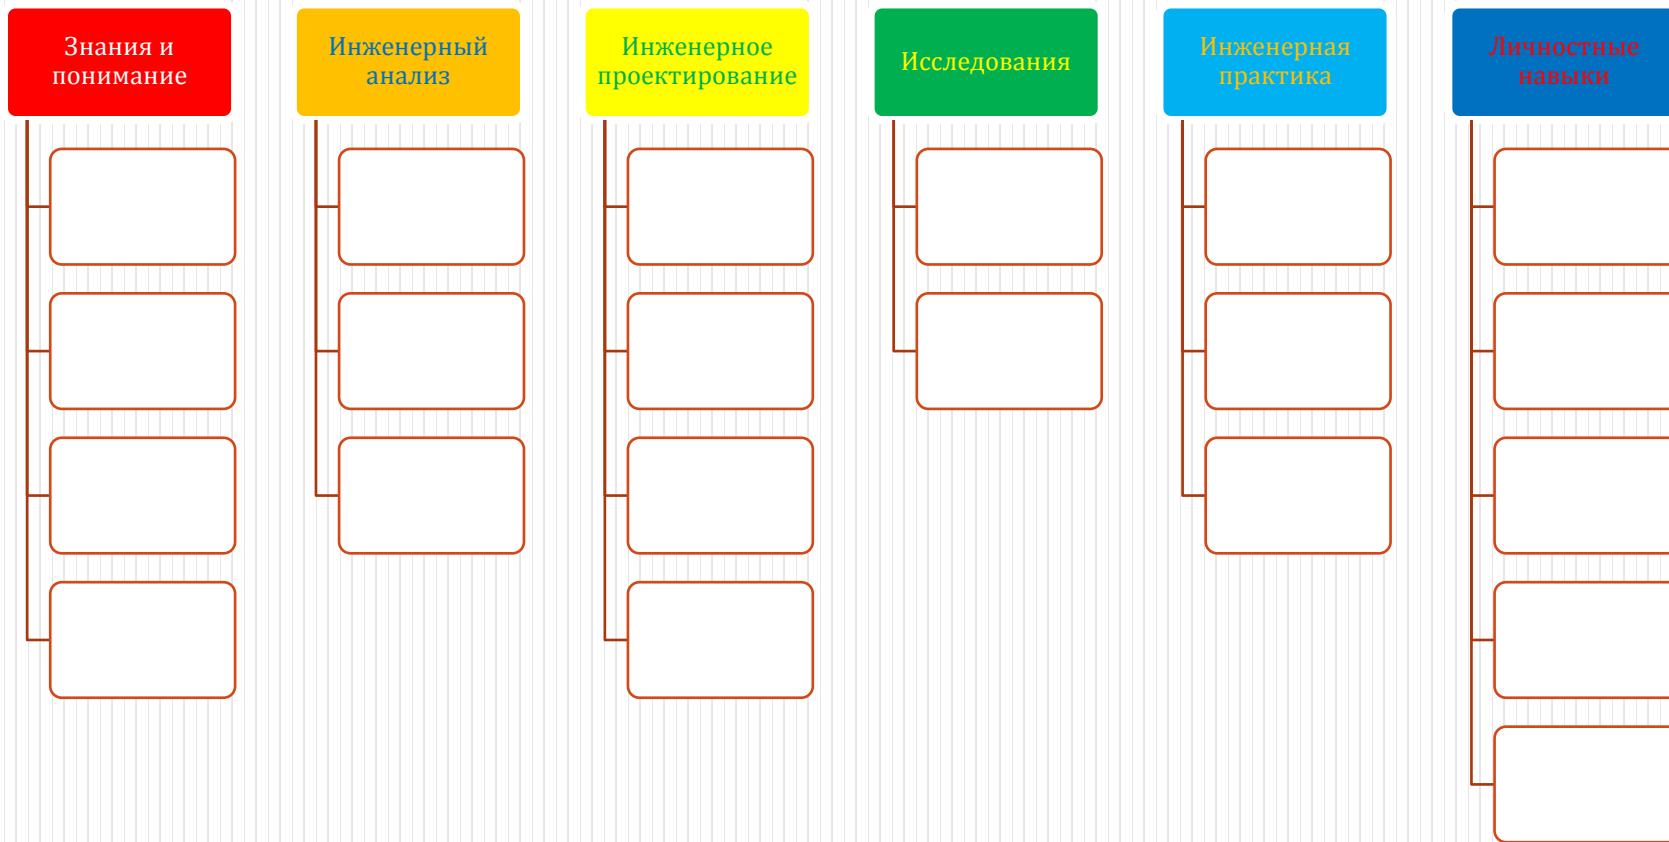 Знания и
понимание
Инженерный
анализ
Инженерное
проектирование
Исследования
Инженерная
практика
Личностные
навыки